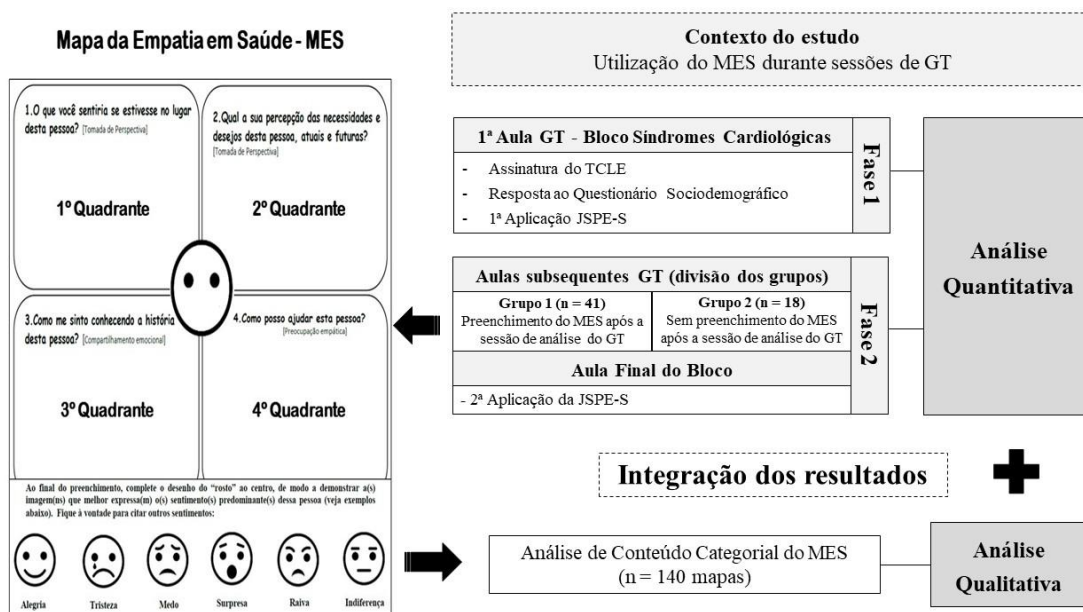 Mapa da Empatia em Saúde - MES
1.O que você sentiria se estivesse no lugar
desta pessoa? [Tomada de Perspectiva]
1º Quadrante
2.Qual a sua percepção das necessidades e
desejos desta pessoa, atuais e futuras?
[Tomada de Perspectiva]
2º Quadrante
3.Como me sinto conhecendo a história
desta pessoa? [Compartilhamento emocional]
3º Quadrante
4.Como posso ajudar esta pessoa?
[Preocupação empática]
4º Quadrante
Ao final do preenchimento, complete o desenho do “rosto” ao centro, de modo a demonstrar a(s)
imagem(ns) que melhor expressa(m) o(s) sentimento(s) predominante(s) dessa pessoa (veja exemplos
abaixo). Fique à vontade para citar outros sentimentos:
Alegria Tristeza Medo Surpresa Raiva Indiferença
Contexto do estudo
Utilização do MES durante sessões de GT
1ª Aula GT - Bloco Síndromes Cardiológicas
- Assinatura do TCLE
- Resposta ao Questionário Sociodemográfico
- 1ª Aplicação JSPE-S
Fase 1
Aulas subsequentes GT (divisão dos grupos)
Grupo 1 (n = 41)
Preenchimento do MES após a
sessão de análise do GT
Grupo 2 (n = 18)
Sem preenchimento do MES
após a sessão de análise do GT
Aula Final do Bloco
- 2ª Aplicação da JSPE-S
Fase 2
Análise
Quantitativa
Integração dos resultados
Análise de Conteúdo Categorial do MES
(n = 140 mapas)
Análise
Qualitativa